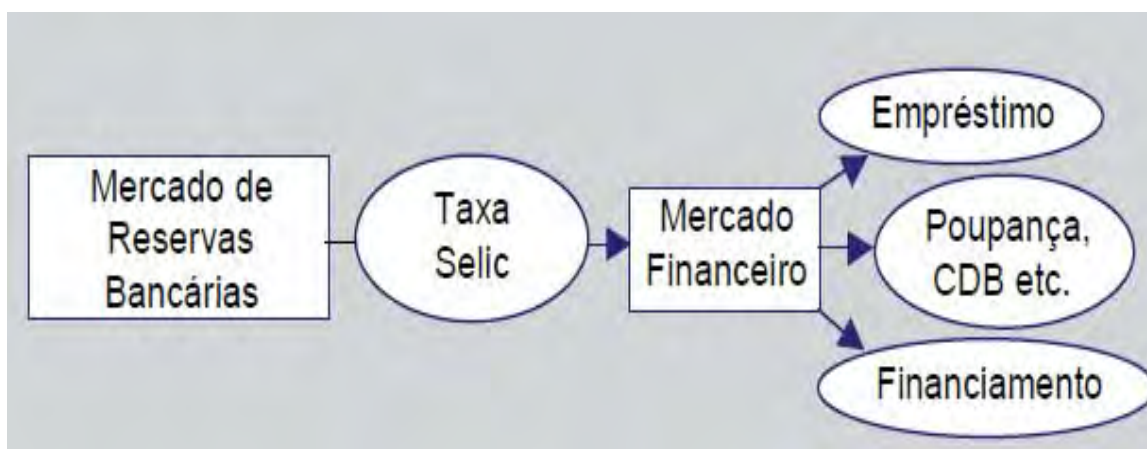 Mercado de
Reservas
Bancárias
Taxa
Selic
Mercado
Financeiro
Empréstimo
Poupança,
CDB etc.
Financiamento